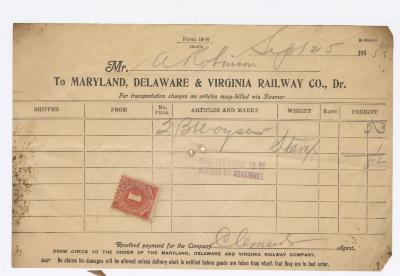 Form 19-S
Sept 25 191
Mr. A Robinson
To MARYLAND, DELAWARE & VIRGINIA RAILWAY CO., Dr.
For transportation charges on articles way-billed via Steamer
SHIPPER FROM No. PKGS. ARTICLES AND MARKS WEIGHT RATE FREIGHT
2 B Oysters
Stamp 1
Received payment for the Company Agent.
DRAW CHECK TO THE ORDER OF THE MARYLAND, DELAWARE AND VIRGINIA RAILWAY COMPANY.
No claims for damages will be allowed unless delivery clerk is notified before goods are taken from wharf, that they are in bad order.